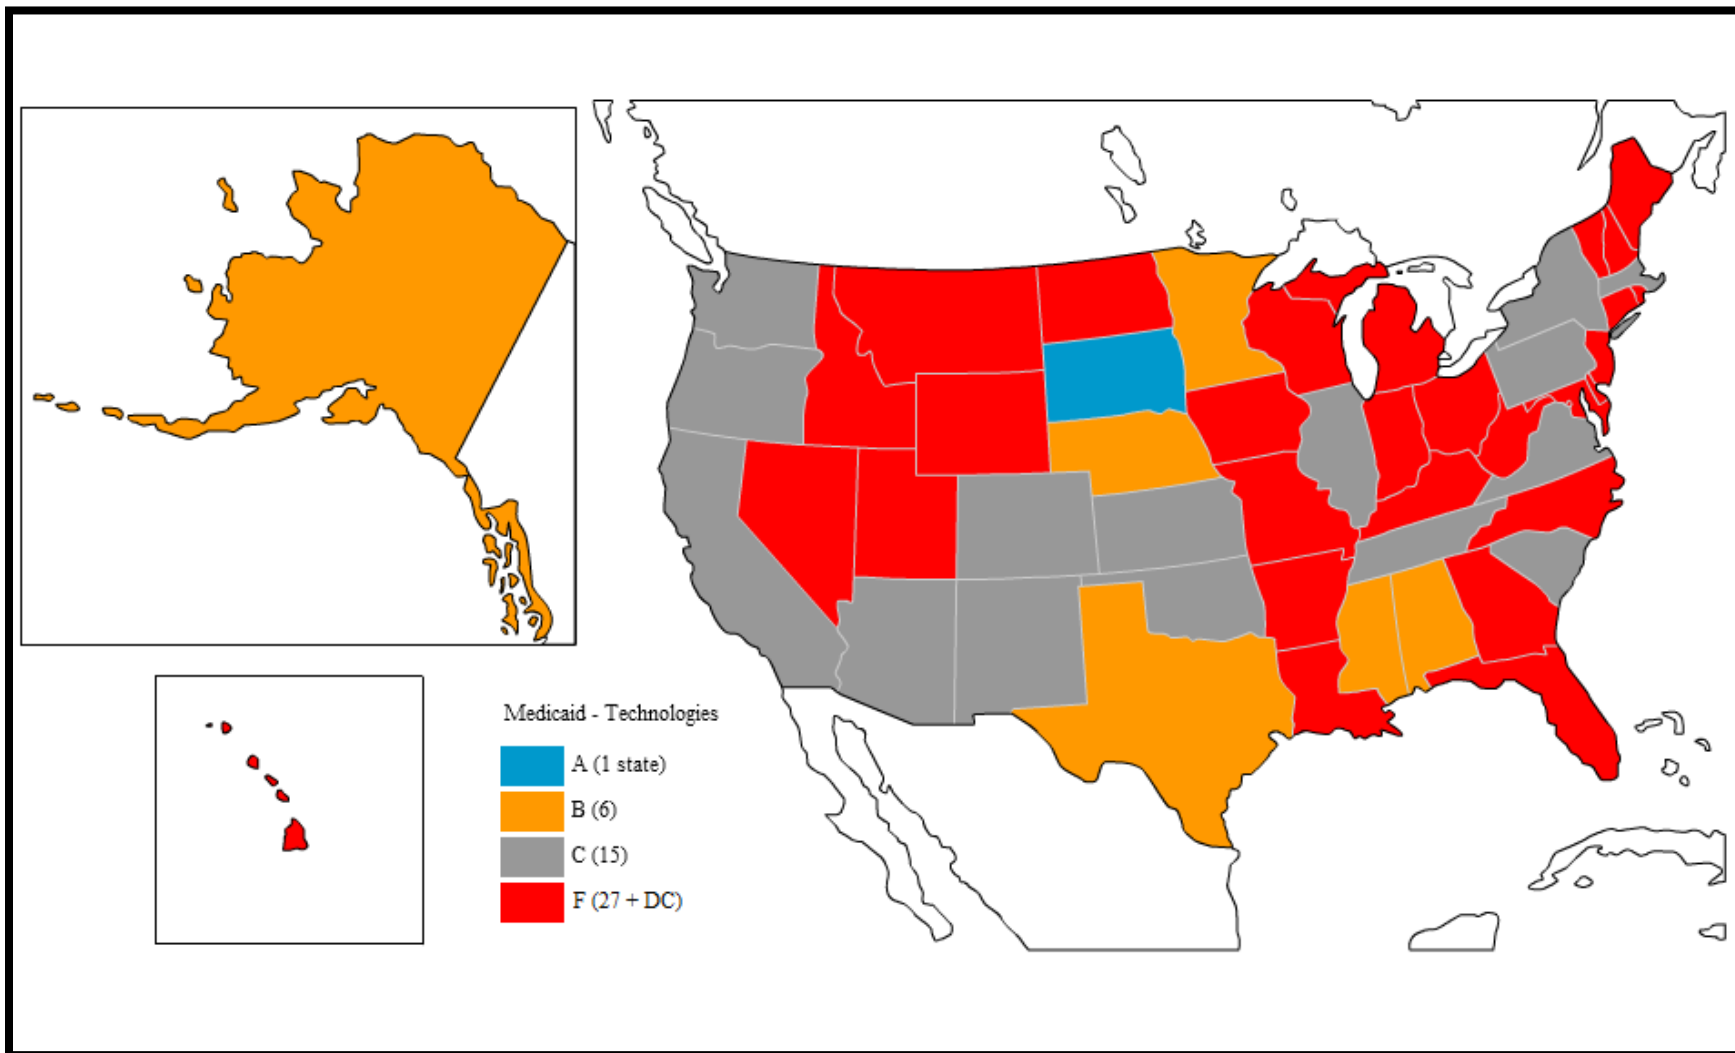 Medicaid - Technologies
A (1 state)
B (6)
C (15)
F (27 + DC)